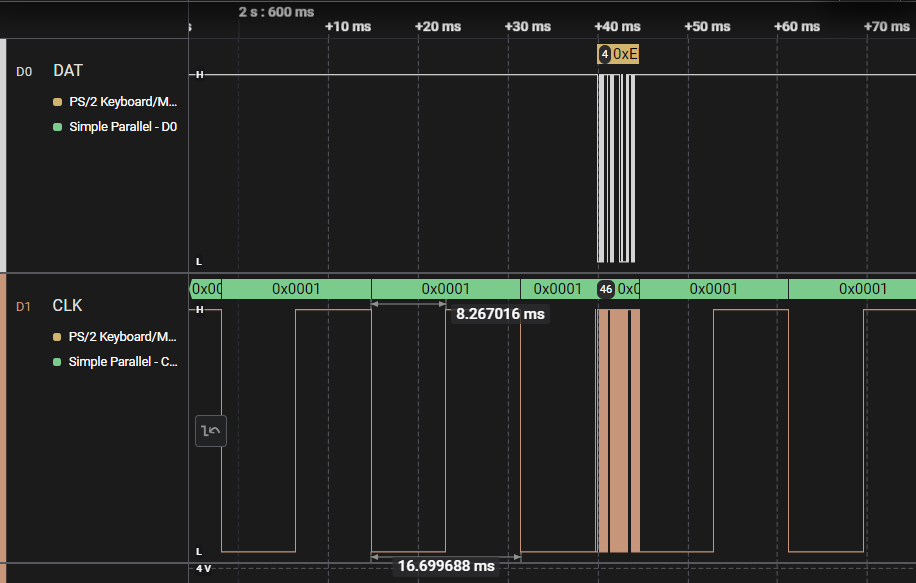 2 s : 600 ms
+10 ms +20 ms +30 ms +40 ms +50 ms +60 ms +70 ms
D0 DAT
4 0xE
PS/2 Keyboard/M...
Simple Parallel - D0
H
L
D1 CLK
0x00 0x0001 0x0001 0x0001 46 0x0 0x0001 0x0001
H
8.267016 ms
PS/2 Keyboard/M...
Simple Parallel - C...
L
16.699688 ms
4 V